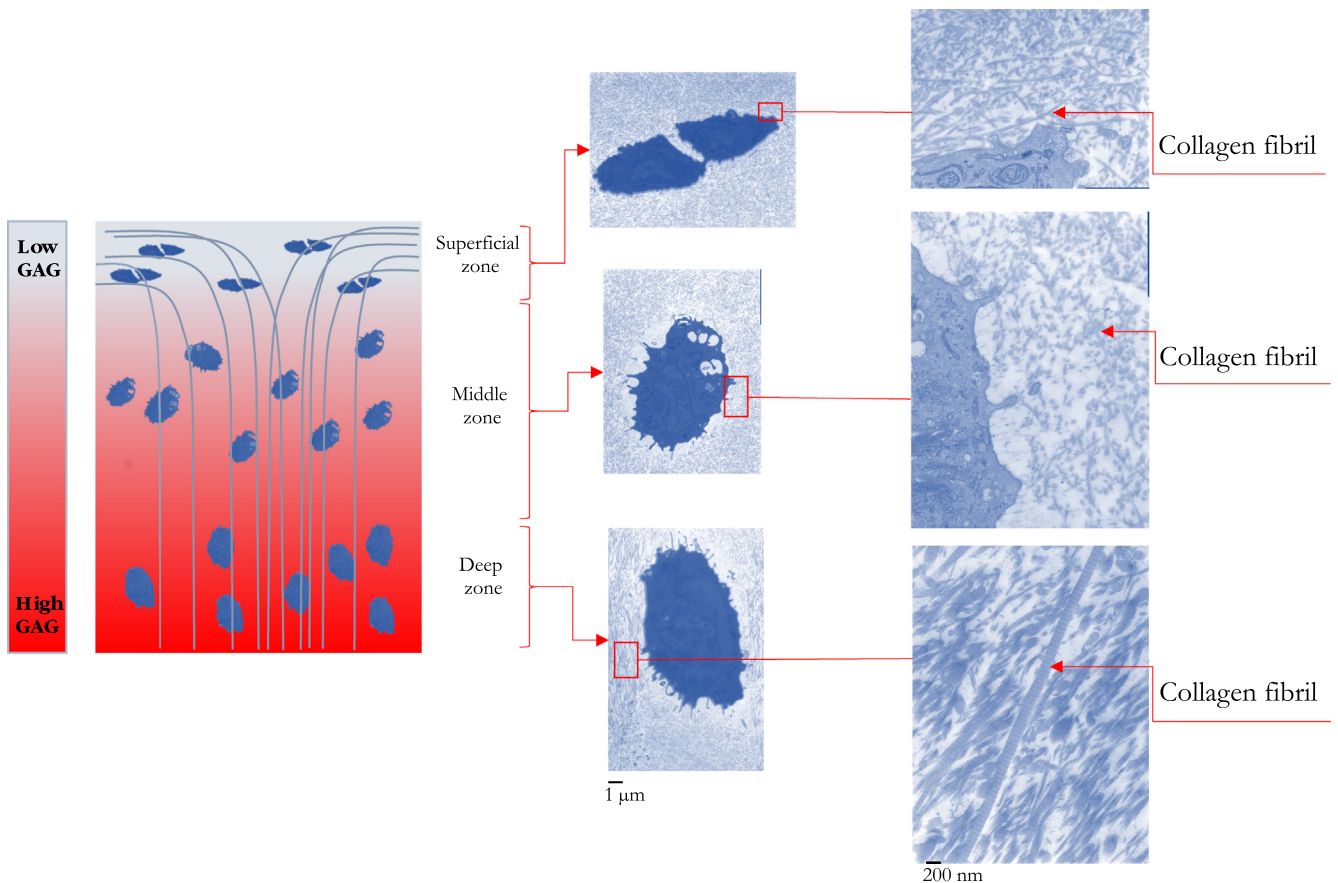 Low
GAG
High
GAG
Superficial
zone
Middle
zone
Deep
zone
1 μm
Collagen fibril
Collagen fibril
Collagen fibril
200 nm